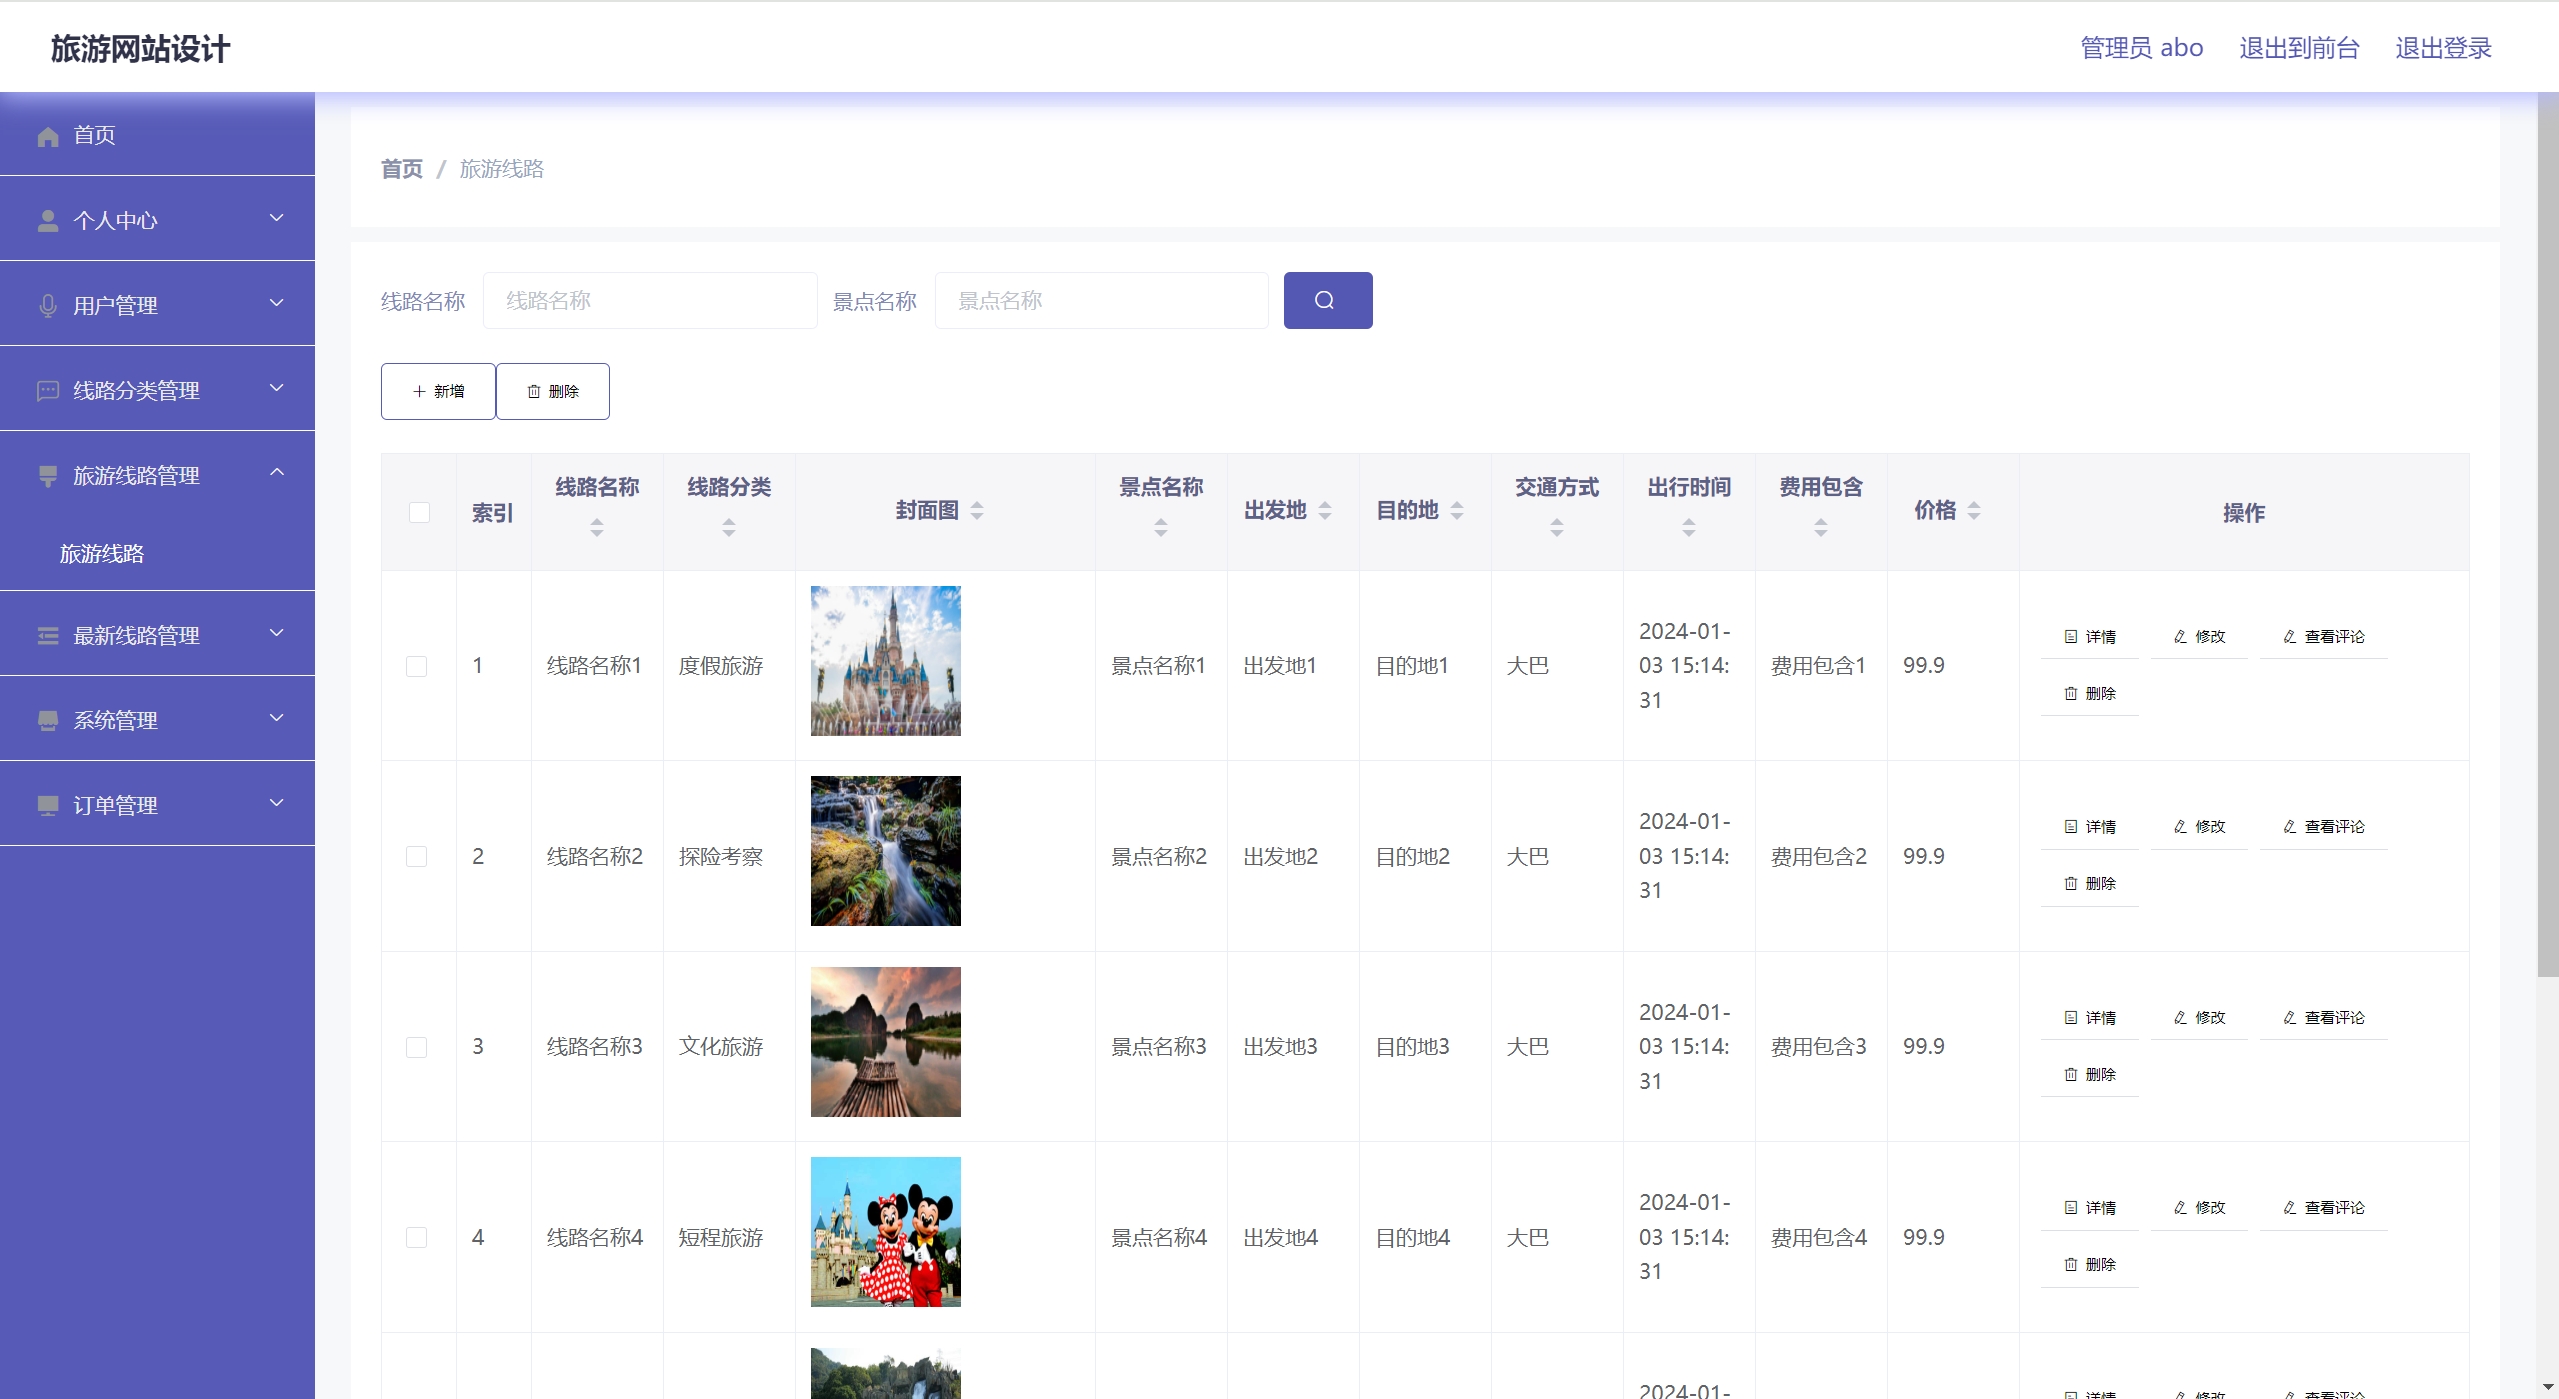 旅游网站设计
管理员 abo 退出到前台 退出登录
首页
个人中心
用户管理
线路分类管理
旅游线路管理
旅游线路
最新线路管理
系统管理
订单管理
首页 / 旅游线路
线路名称 线路名称 景点名称 景点名称
新增 删除
索引 线路名称 线路分类 封面图 景点名称 出发地 目的地 交通方式 出行时间 费用包含 价格 操作
1 线路名称1 度假旅游 景点名称1 出发地1 目的地1 大巴 2024-01-03 15:14:31 费用包含1 99.9 详情 修改 查看评论 删除
2 线路名称2 探险考察 景点名称2 出发地2 目的地2 大巴 2024-01-03 15:14:31 费用包含2 99.9 详情 修改 查看评论 删除
3 线路名称3 文化旅游 景点名称3 出发地3 目的地3 大巴 2024-01-03 15:14:31 费用包含3 99.9 详情 修改 查看评论 删除
4 线路名称4 短程旅游 景点名称4 出发地4 目的地4 大巴 2024-01-03 15:14:31 费用包含4 99.9 详情 修改 查看评论 删除
2024-01- 详情 修改 查看评论